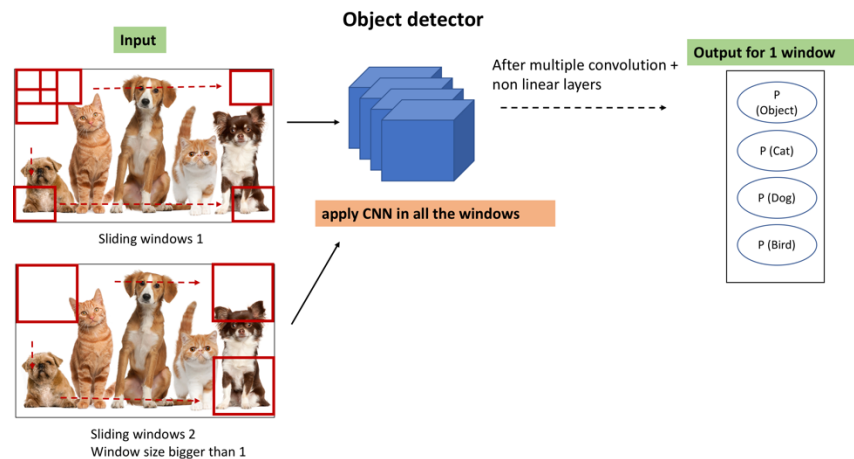 Object detector
Input
Output for 1 window
After multiple convolution +
non linear layers
P
(Object)
P (Cat)
P (Dog)
P (Bird)
apply CNN in all the windows
Sliding windows 1
Sliding windows 2
Window size bigger than 1